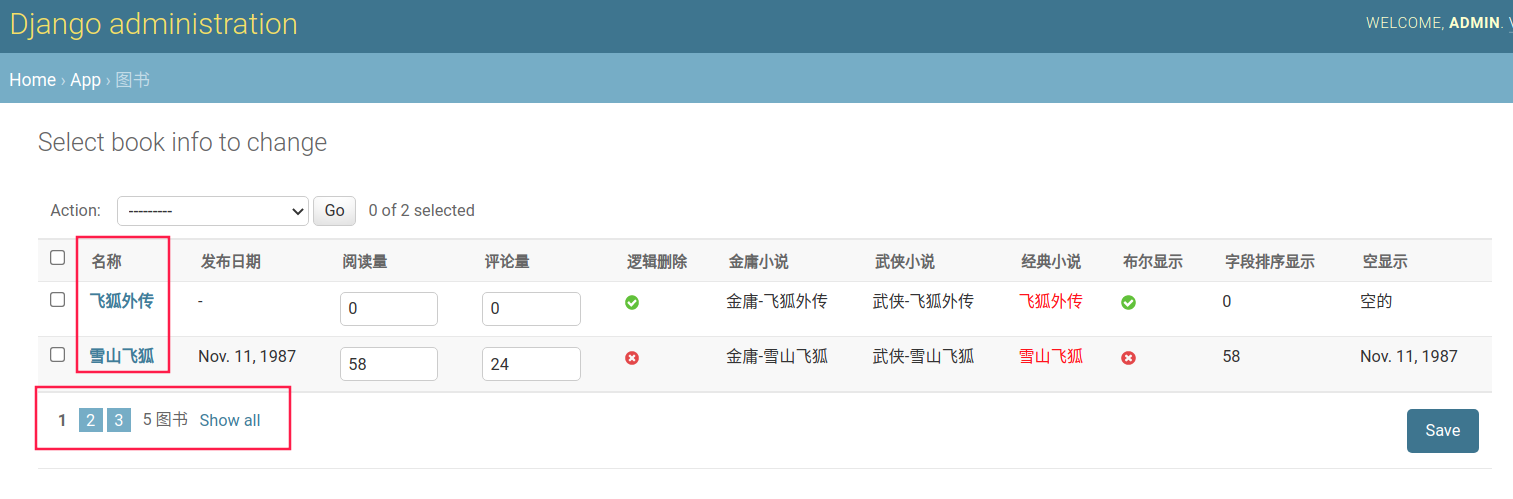 Django administration
WELCOME, ADMIN.
Home › App › 图书
Select book info to change
Action: --------- Go 0 of 2 selected
名称 发布日期 阅读量 评论量 逻辑删除 金庸小说 武侠小说 经典小说 布尔显示 字段排序显示 空显示
飞狐外传 - 0 0 金庸-飞狐外传 武侠-飞狐外传 飞狐外传 0 空的
雪山飞狐 Nov. 11, 1987 58 24 金庸-雪山飞狐 武侠-雪山飞狐 雪山飞狐 58 Nov. 11, 1987
1 2 3 5 图书 Show all
Save